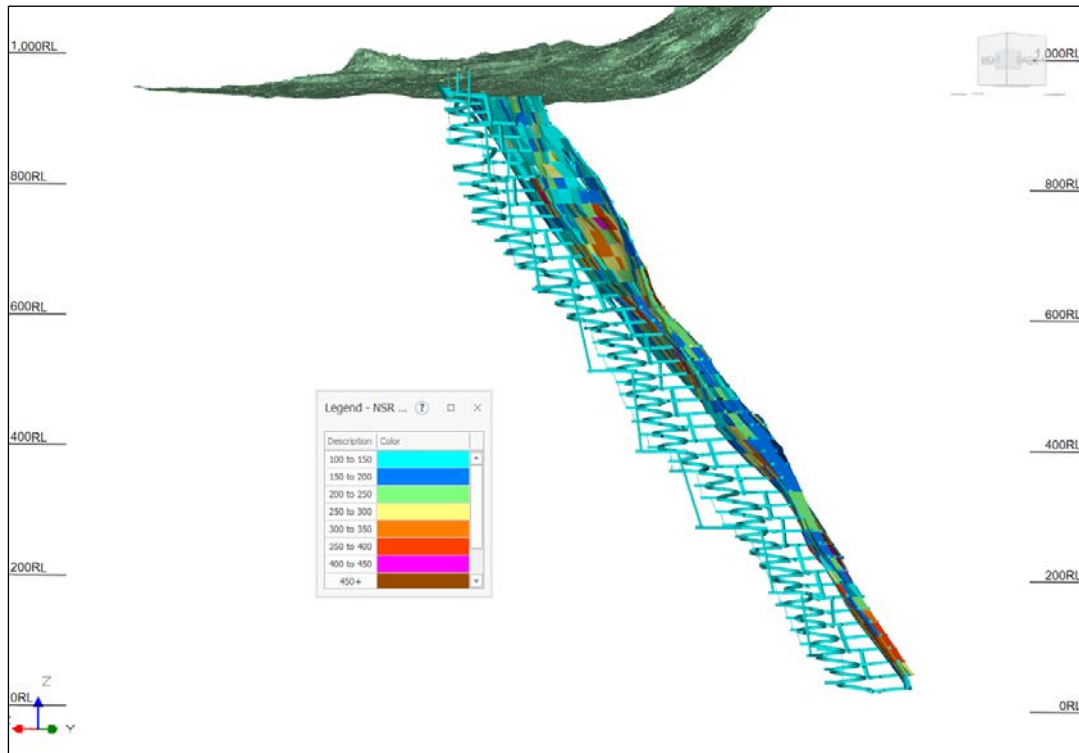 1,000RL
1,000RL
800RL
800RL
600RL
600RL
Legend - NSR ... ?
Description Color
100 to 150
150 to 200
200 to 250
250 to 300
300 to 350
350 to 400
400 to 450
450+
400RL
400RL
200RL
200RL
Z
0RL
0RL
Y